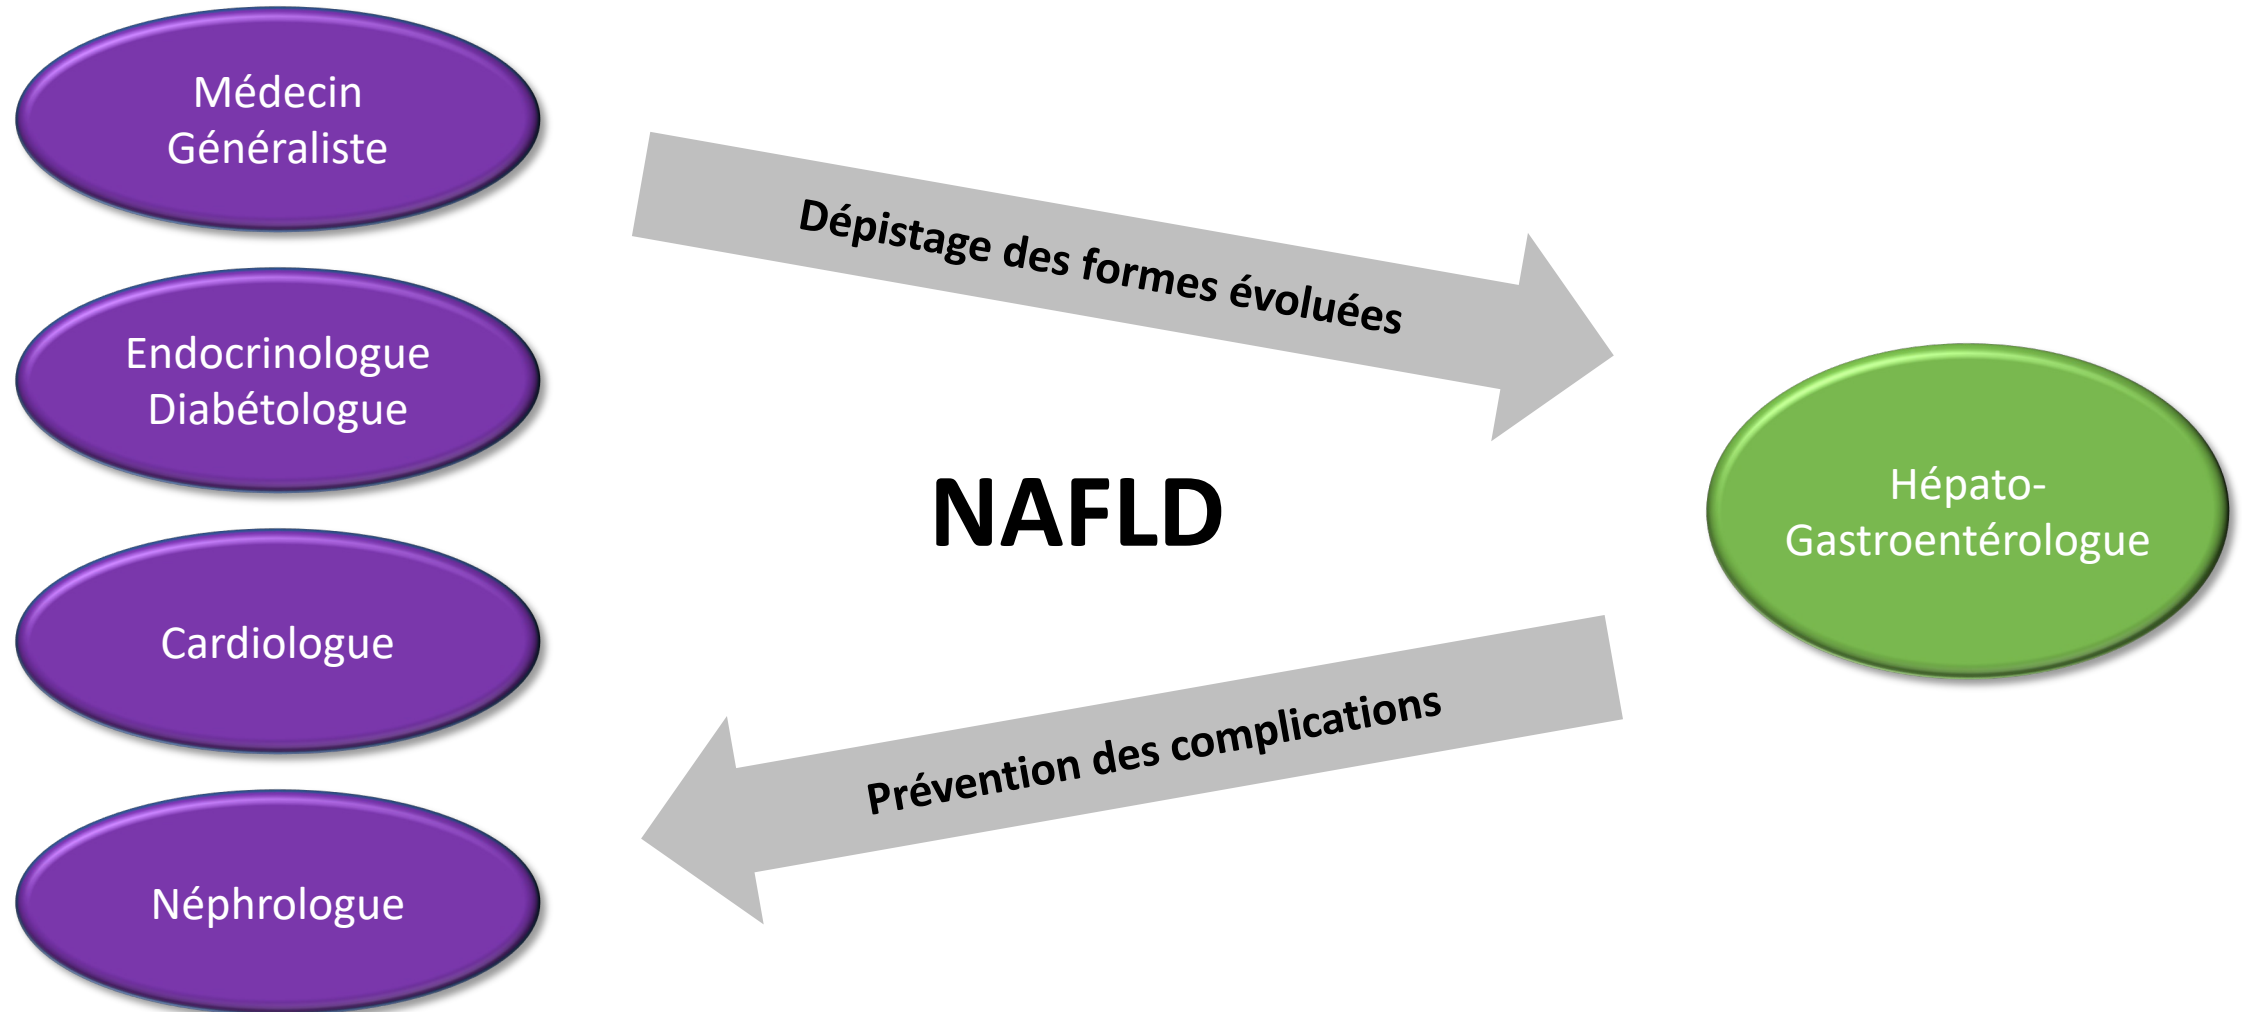 Médecin
Généraliste
Dépistage des formes évoluées
Endocrinologue
Diabétologue
NAFLD
Hépato-
Gastroentérologue
Cardiologue
Prévention des complications
Néphrologue